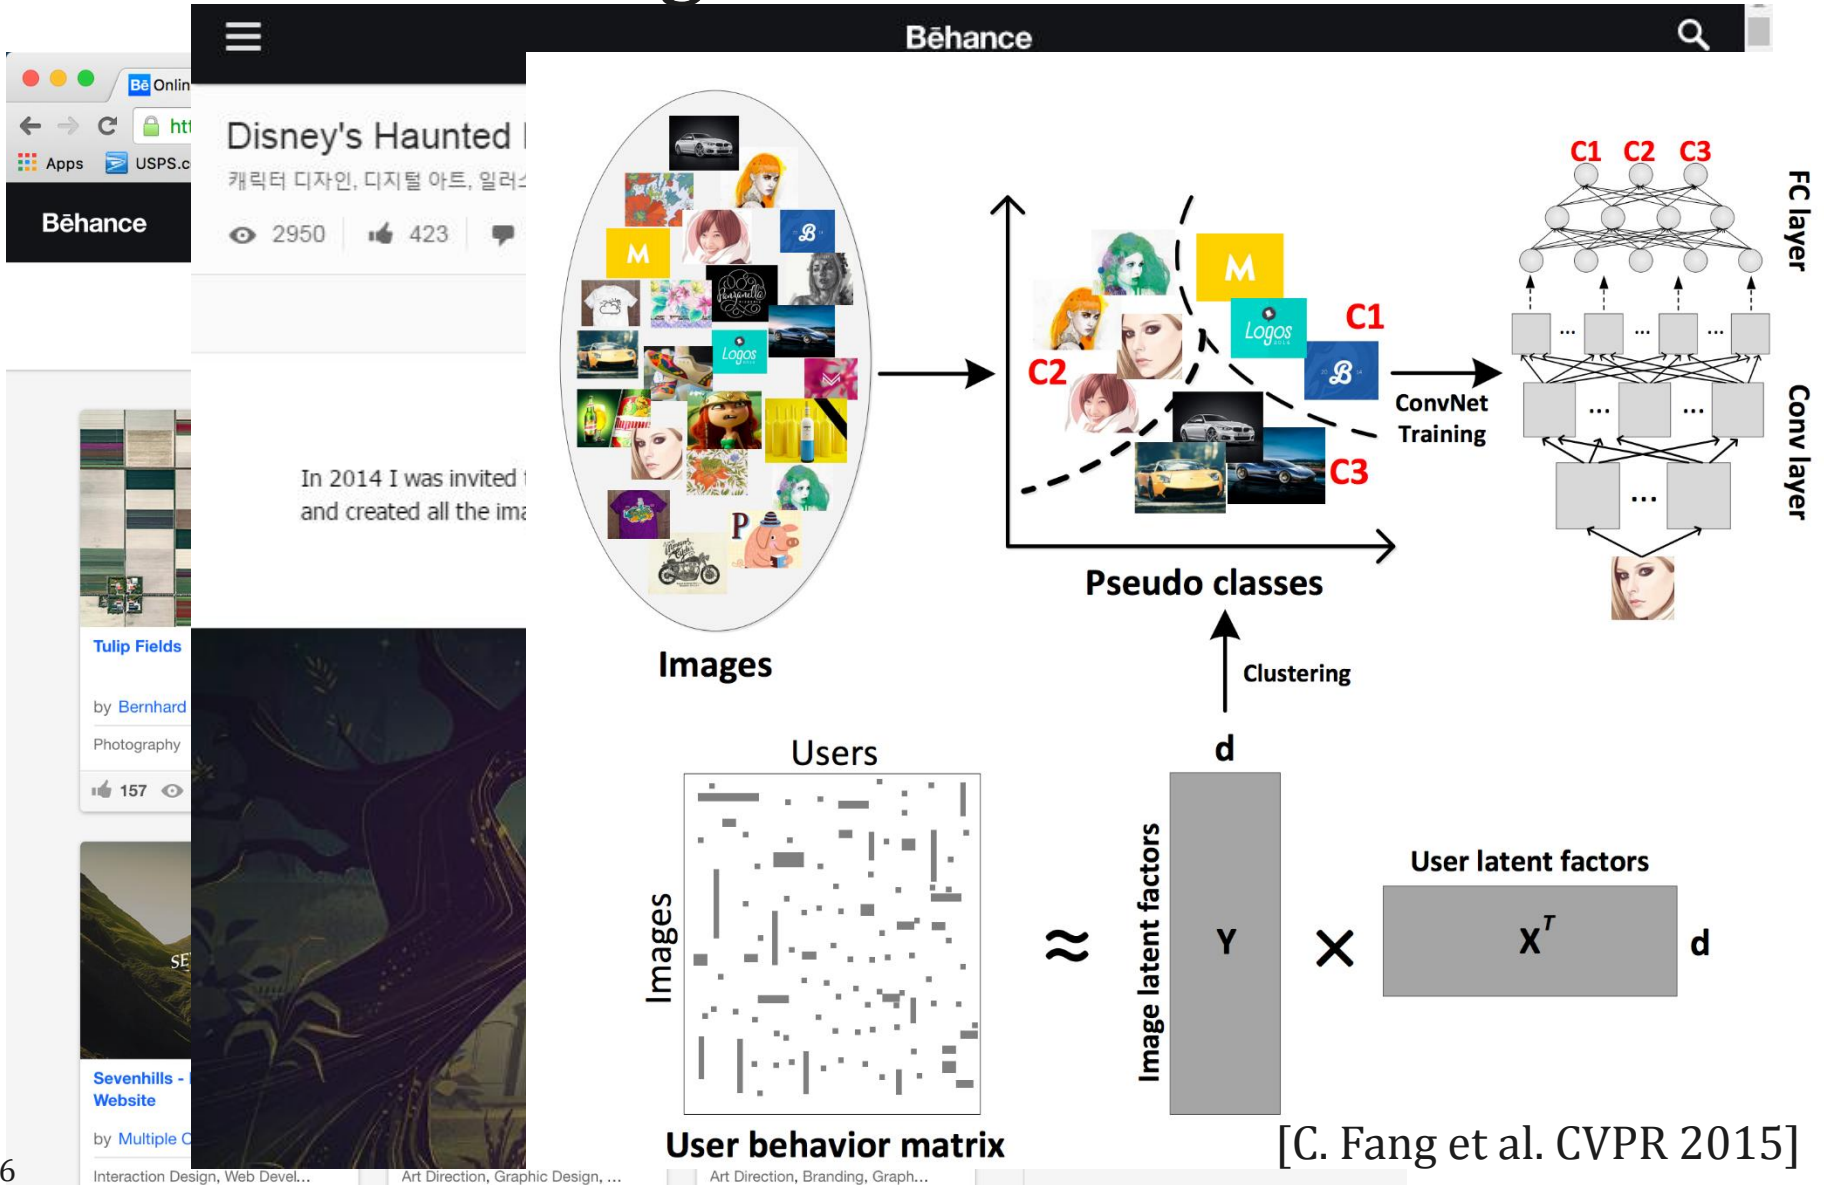 Bēhance
Bē Onlin
htt
Apps
USPS.c
Bēhance
Disney's Haunted
캐릭터 디자인, 디지털 아트,
2950
423
In 2014 I was invited
and created all the ima
Tulip Fields
by Bernhard
Photography
157
SE
Sevenhills -
Website
by Multiple
Interaction Design, Web Devel...
Art Direction, Graphic Design, ...
Art Direction, Branding, Graph...
M
B
Logos
P
Images
M
Logos
B
C1
C2
C3
Pseudo classes
Clustering
ConvNet
Training
C1 C2 C3
FC layer
Conv layer
...
Users
Images
User behavior matrix
≈
d
Image latent factors
Y
×
User latent factors
X^T
d
[C. Fang et al. CVPR 2015]
6